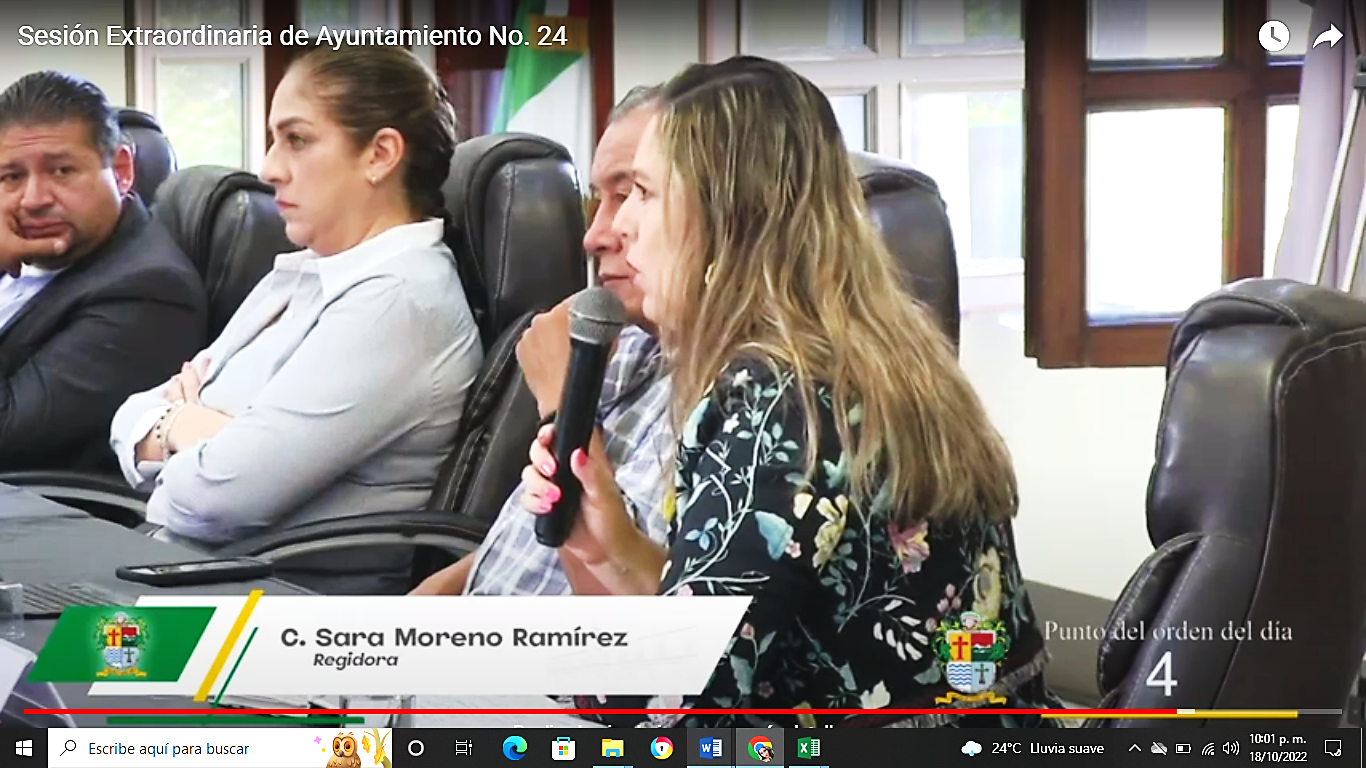 Sesión Extraordinaria de Ayuntamiento No. 24
C. Sara Moreno Ramírez
Regidora
Punto del orden del día
4
Escribe aquí para buscar
24°C Lluvia suave
10:01 p. m.
18/10/2022